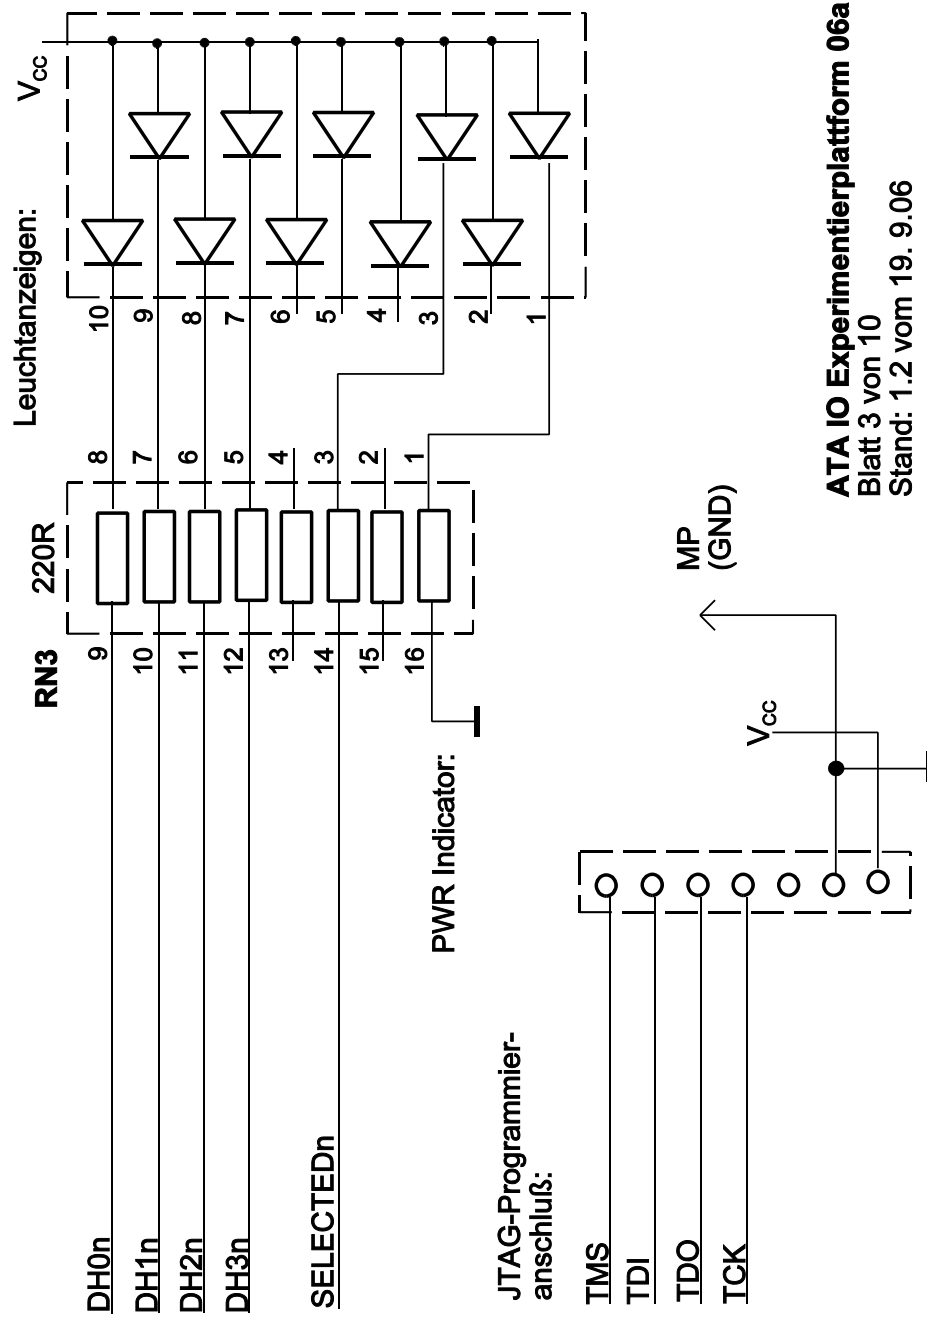 Leuchtanzeigen:
V_CC
RN3
220R
DH0n 9 8 10
DH1n 10 7 9
DH2n 11 6 8
DH3n 12 5 7
13 4 6
5
SELECTEDn 14 3 4
15 2 3
16 1 2
1
PWR Indicator:
JTAG-Programmier-
anschluß:
TMS
TDI
TDO
TCK
V_CC
MP
(GND)
ATA IO Experimentierplattform 06a
Blatt 3 von 10
Stand: 1.2 vom 19. 9.06